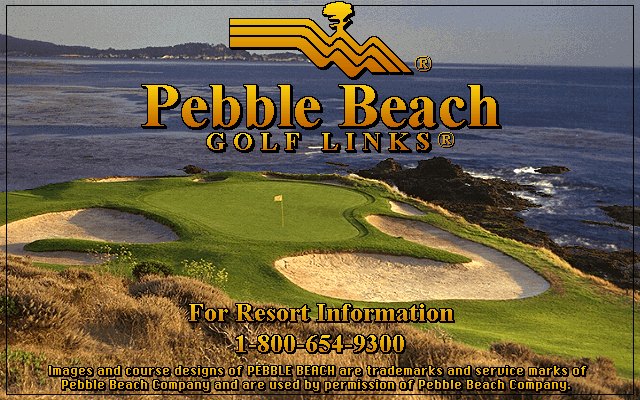 ®
Pebble Beach
GOLF LINKS®
For Resort Information
1-800-654-9300
Images and course designs of PEBBLE BEACH are trademarks and service marks of
Pebble Beach Company and are used by permission of Pebble Beach Company.